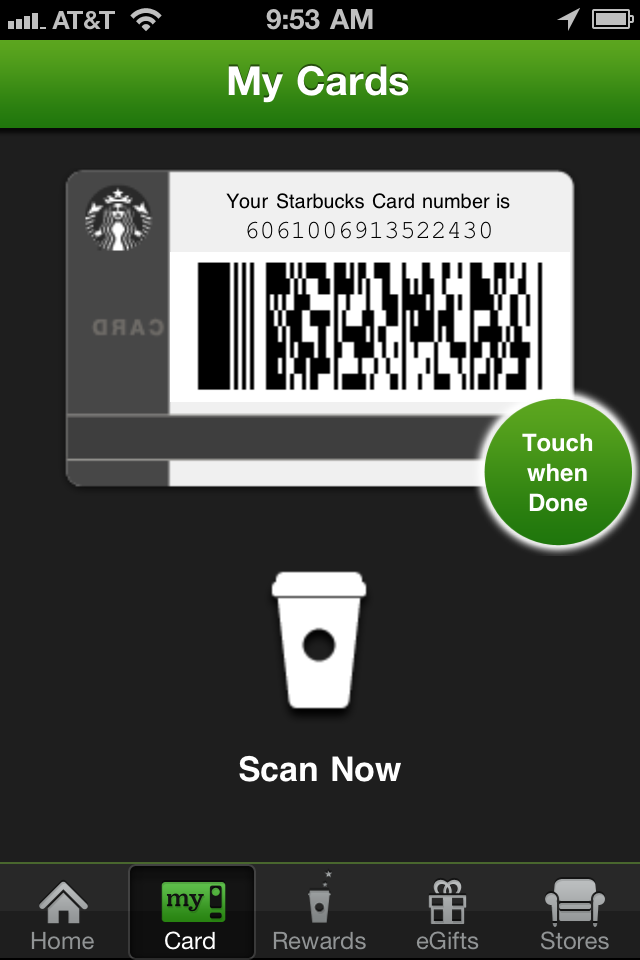 AT&T 9:53 AM
My Cards
Your Starbucks Card number is
6061006913522430
CARD
Touch
when
Done
Scan Now
my
Home Card Rewards eGifts Stores